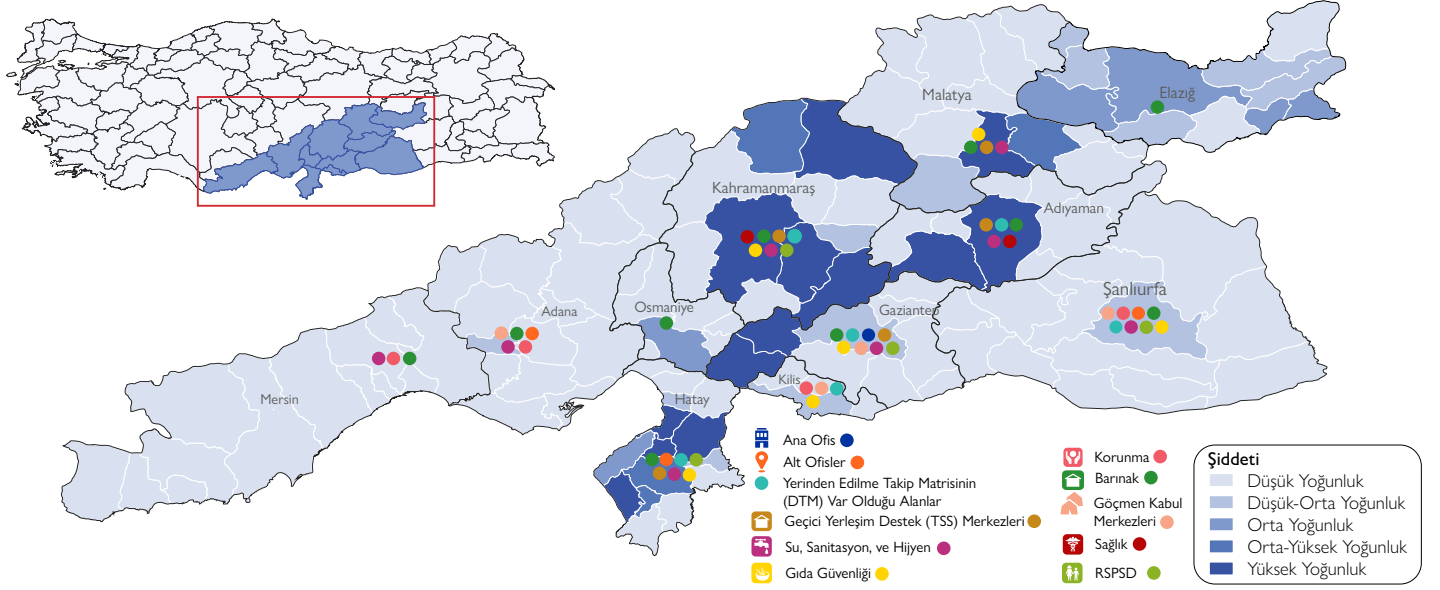 Malatya
Elazığ
Kahramanmaraş
Adıyaman
Şanlıurfa
Adana
Osmaniye
Gaziantep
Kilis
Mersin
Hatay
Ana Ofis
Alt Ofisler
Yerinden Edilme Takip Matrisinin
(DTM) Var Olduğu Alanlar
Geçici Yerleşim Destek (TSS) Merkezleri
Su, Sanitasyon, ve Hijyen
Gıda Güvenliği
Korunma
Barınak
Göçmen Kabul
Merkezleri
Sağlık
RSPSD
Şiddeti
Düşük Yoğunluk
Düşük-Orta Yoğunluk
Orta Yoğunluk
Orta-Yüksek Yoğunluk
Yüksek Yoğunluk